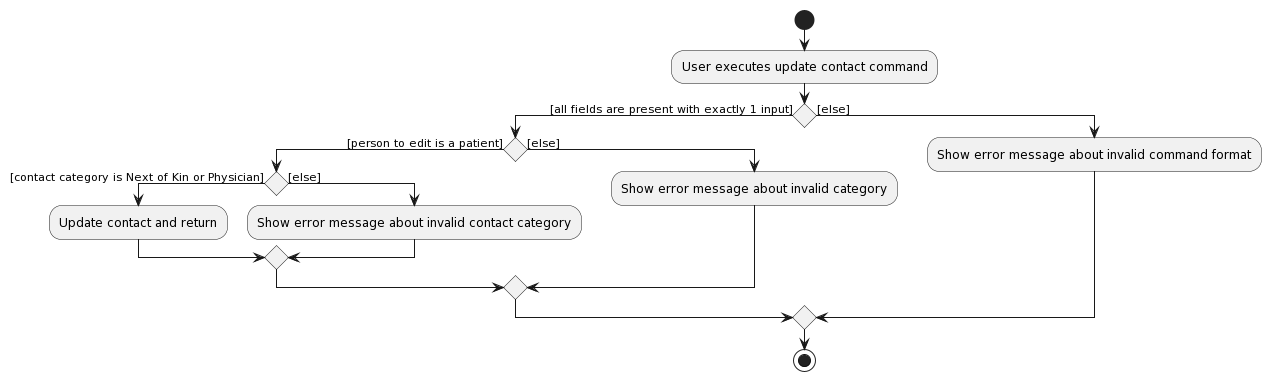 User executes update contact command
[all fields are present with exactly 1 input]
[else]
[person to edit is a patient]
[else]
Show error message about invalid command format
[contact category is Next of Kin or Physician]
[else]
Show error message about invalid category
Update contact and return
Show error message about invalid contact category